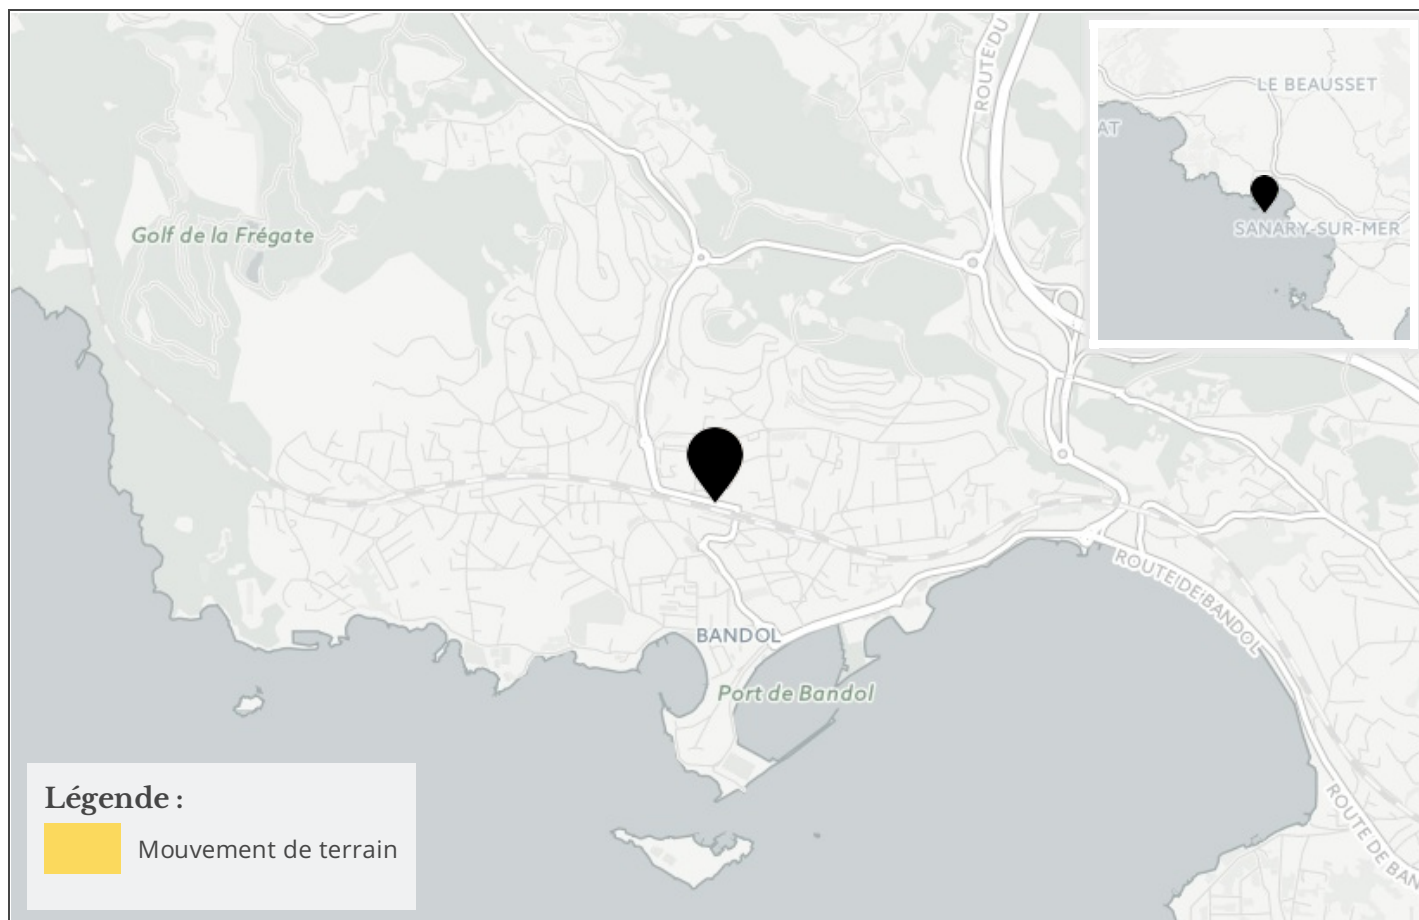 ROUTE DU
LE BEAUSSET
AT
SANARY-SUR-MER
Golf de la Frégate
ROUTE DE BANDOL
BANDOL
Port de Bandol
ROUTE DE BAN
Légende :
Mouvement de terrain